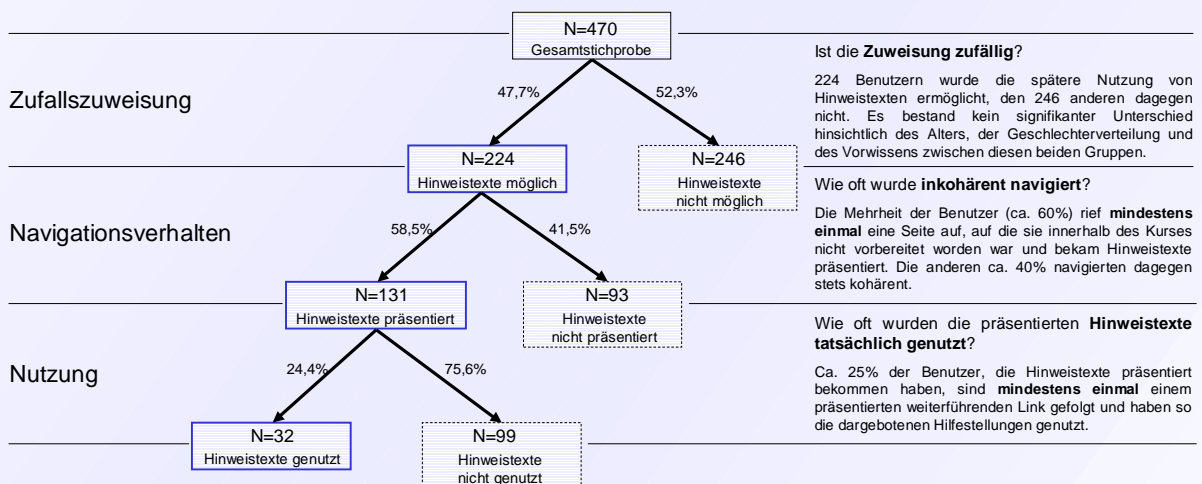 N=470
Gesamtstichprobe
Ist die Zuweisung zufällig?
Zufallszuweisung
47,7%
52,3%
224 Benutzern wurde die spätere Nutzung von
Hinweistexten ermöglicht, den 246 anderen dagegen
nicht. Es bestand kein signifikanter Unterschied
hinsichtlich des Alters, der Geschlechterverteilung und
des Vorwissens zwischen diesen beiden Gruppen.
N=224
Hinweistexte möglich
N=246
Hinweistexte
nicht möglich
Wie oft wurde inkohärent navigiert?
Navigationsverhalten
58,5%
41,5%
Die Mehrheit der Benutzer (ca. 60%) rief mindestens
einmal eine Seite auf, auf die sie innerhalb des Kurses
nicht vorbereitet worden war und bekam Hinweistexte
präsentiert. Die anderen ca. 40% navigierten dagegen
stets kohärent.
N=131
Hinweistexte präsentiert
N=93
Hinweistexte
nicht präsentiert
Wie oft wurden die präsentierten Hinweistexte
tatsächlich genutzt?
Nutzung
24,4%
75,6%
Ca. 25% der Benutzer, die Hinweistexte präsentiert
bekommen haben, sind mindestens einmal einem
präsentierten weiterführenden Link gefolgt und haben so
die dargebotenen Hilfestellungen genutzt.
N=32
Hinweistexte genutzt
N=99
Hinweistexte
nicht genutzt